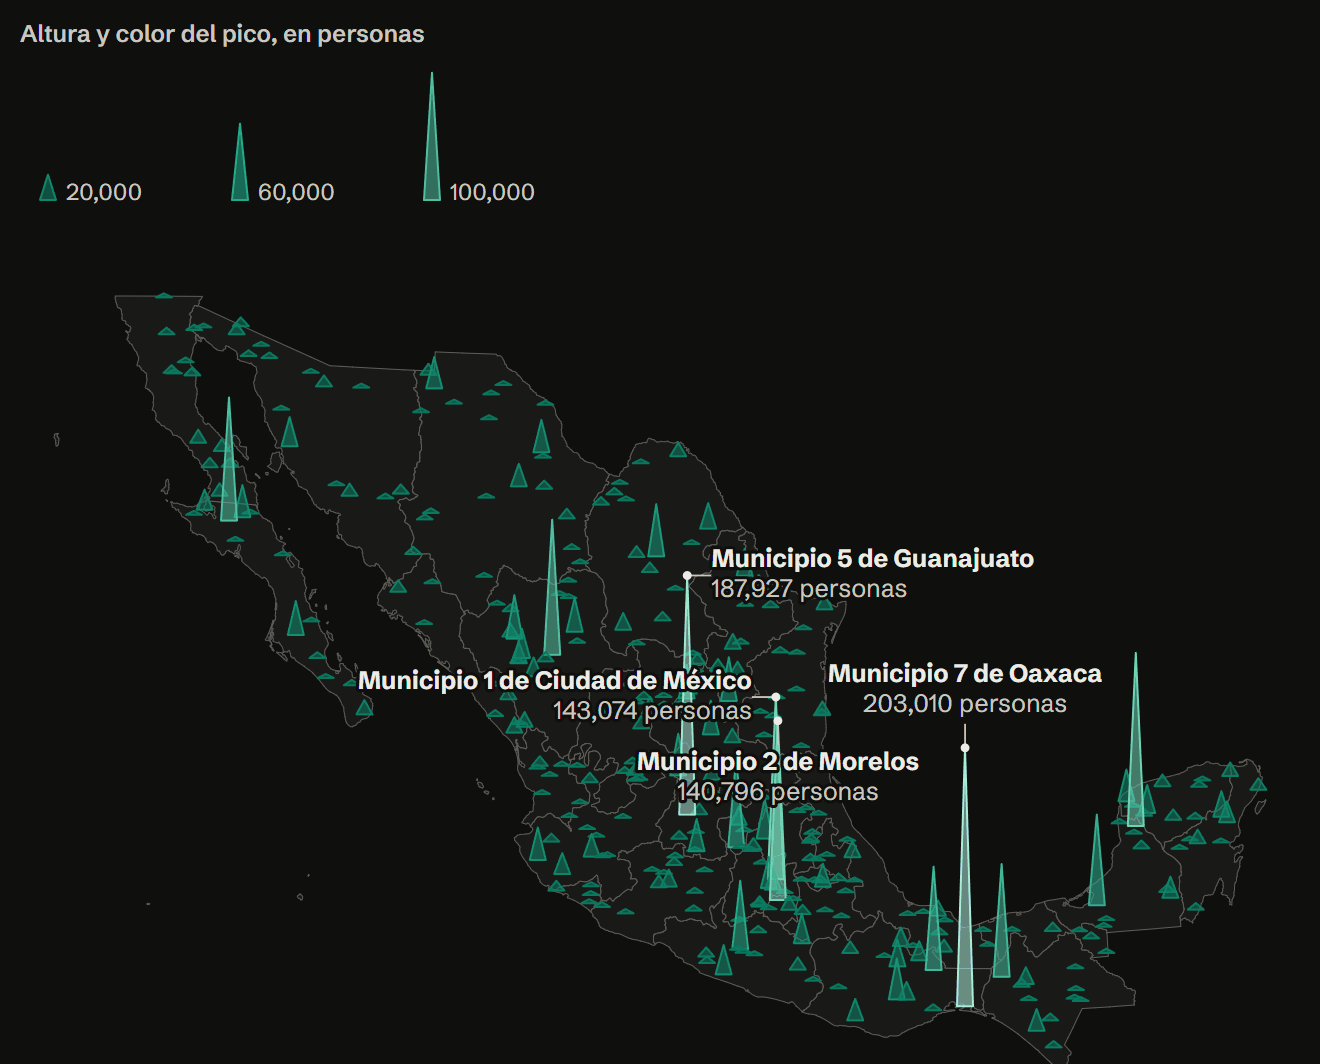 Altura y color del pico, en personas
20,000
60,000
100,000
Municipio 5 de Guanajuato
187,927 personas
Municipio 1 de Ciudad de México
143,074 personas
Municipio 7 de Oaxaca
203,010 personas
Municipio 2 de Morelos
140,796 personas